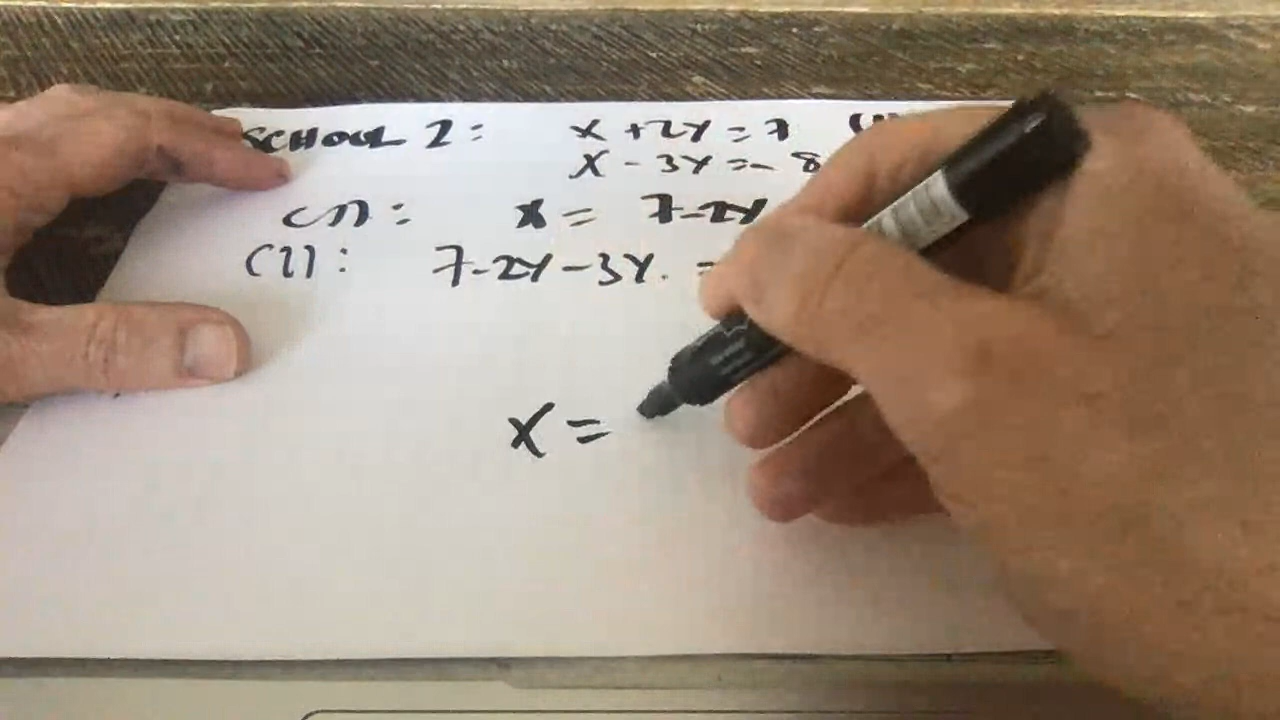 SCHOOL 2: x + 2y = 7
x - 3y = - 8
(1): x = 7-2y
(2): 7-2y-3y. =
x =